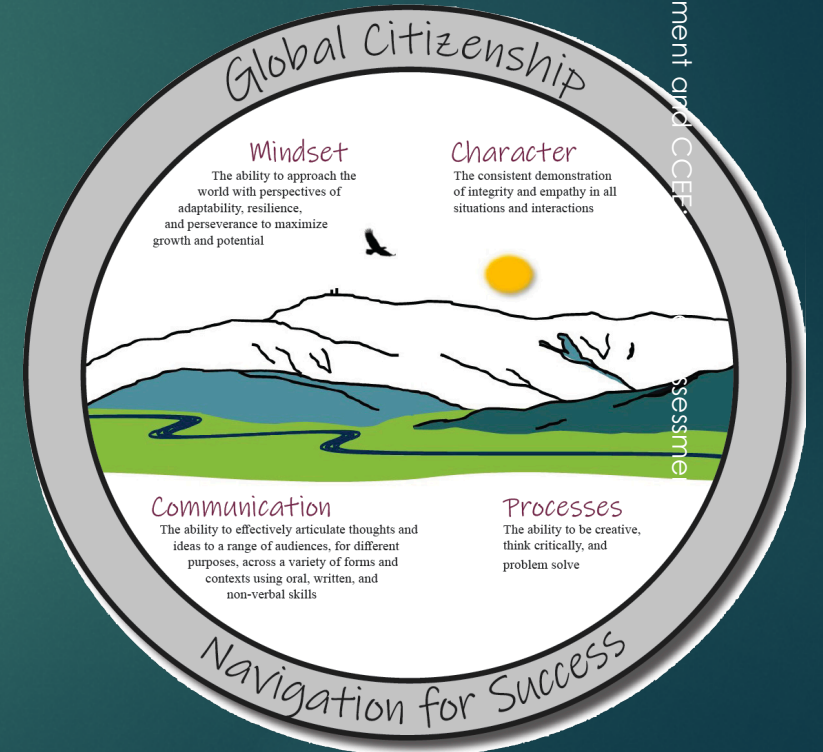 Global Citizenship
Mindset
The ability to approach the
world with perspectives of
adaptability, resilience,
and perseverance to maximize
growth and potential
Character
The consistent demonstration
of integrity and empathy in all
situations and interactions
Communication
The ability to effectively articulate thoughts and
ideas to a range of audiences, for different
purposes, across a variety of forms and
contexts using oral, written, and
non-verbal skills
Processes
The ability to be creative,
think critically, and
problem solve
Navigation for Success
and CCEE: